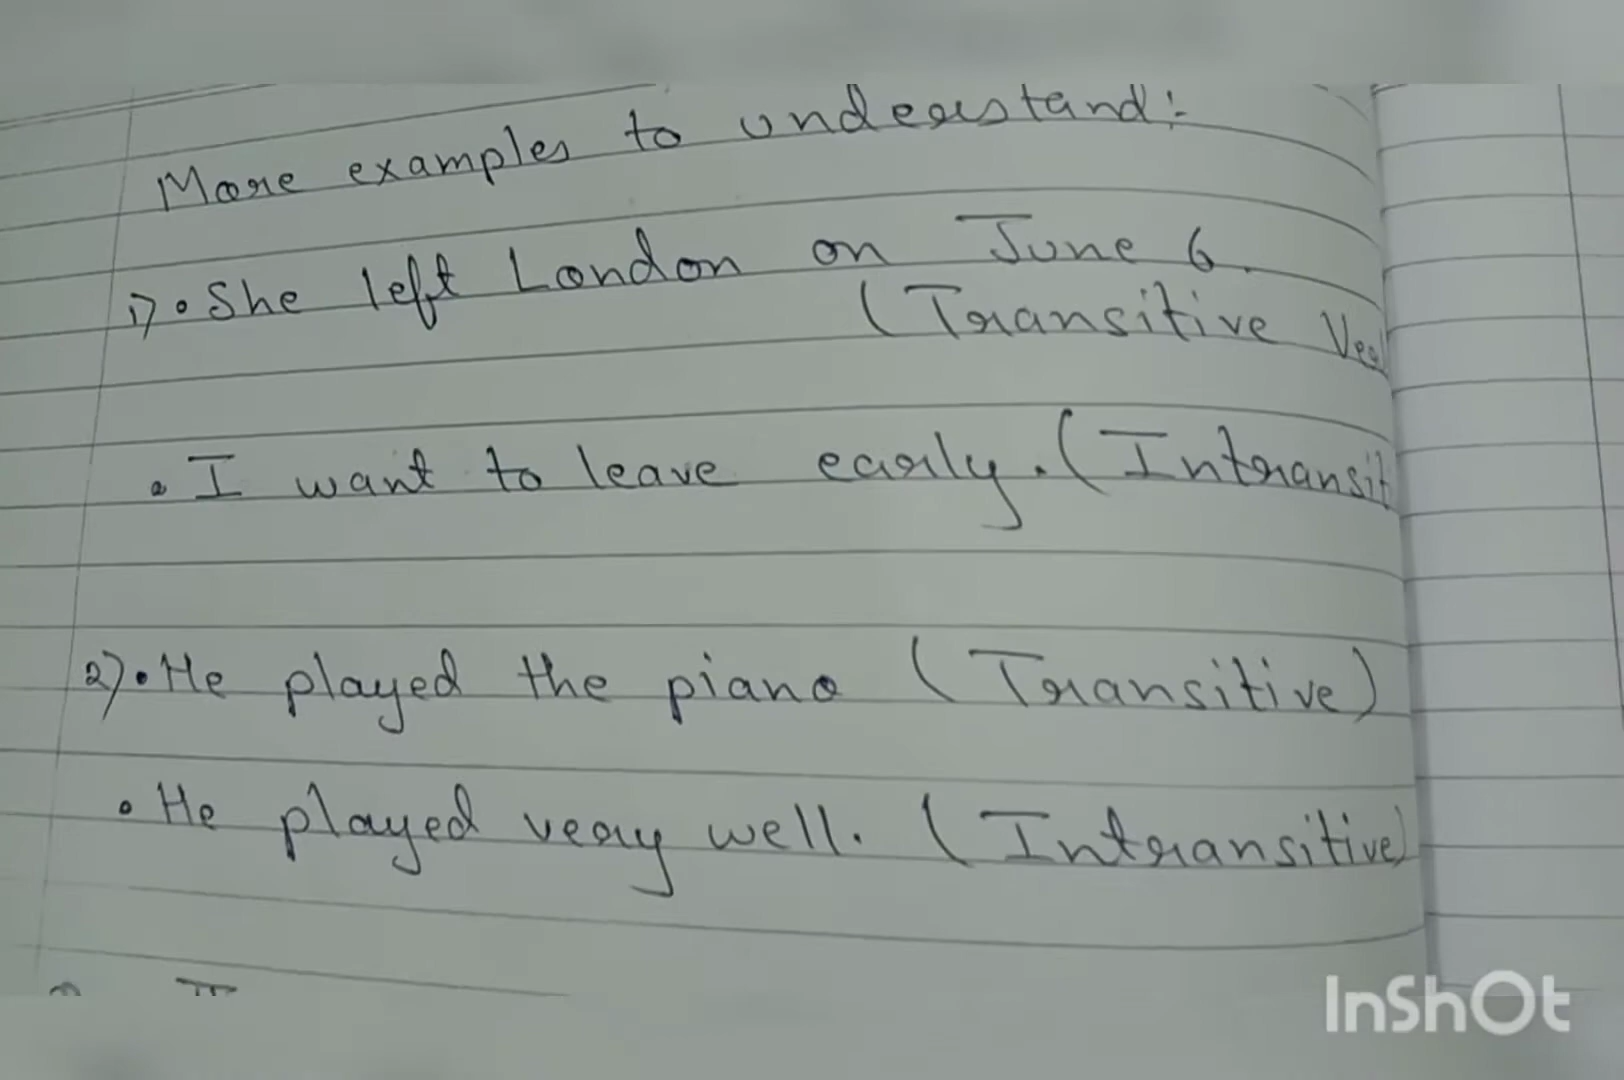 More examples to understand:-
1) • She left London on June 6.
(Transitive
• I want to leave early. (
2) • He played the piano (Transitive)
• He played very well. (Intransitive)
InShOt